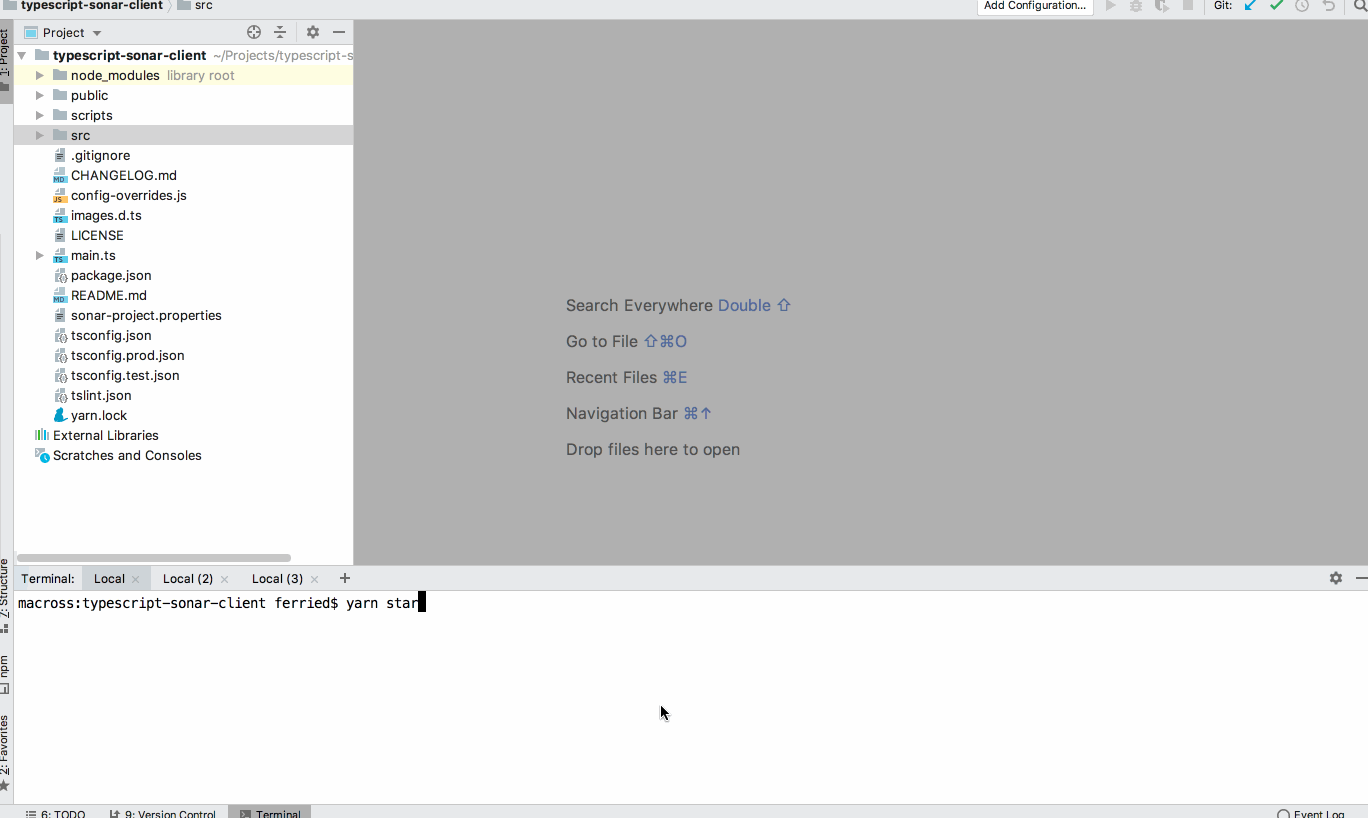 typescript-sonar-client src
Add Configuration... Git:
1: Project
Project
typescript-sonar-client ~/Projects/typescript-s
node_modules library root
public
scripts
src
.gitignore
CHANGELOG.md
config-overrides.js
images.d.ts
LICENSE
main.ts
package.json
README.md
sonar-project.properties
tsconfig.json
tsconfig.prod.json
tsconfig.test.json
tslint.json
yarn.lock
External Libraries
Scratches and Consoles
Search Everywhere Double ⇧
Go to File ⇧⌘O
Recent Files ⌘E
Navigation Bar ⌘↑
Drop files here to open
7: Structure
npm
2: Favorites
Terminal: Local × Local (2) × Local (3) × +
macross:typescript-sonar-client ferried$ yarn star
6: TODO 9: Version Control Terminal Event Log